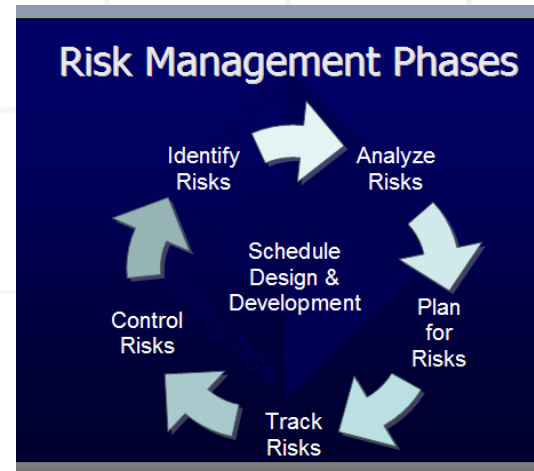 Risk Management Phases
Identify
Risks
Analyze
Risks
Schedule
Design &
Development
Plan
for
Risks
Control
Risks
Track
Risks